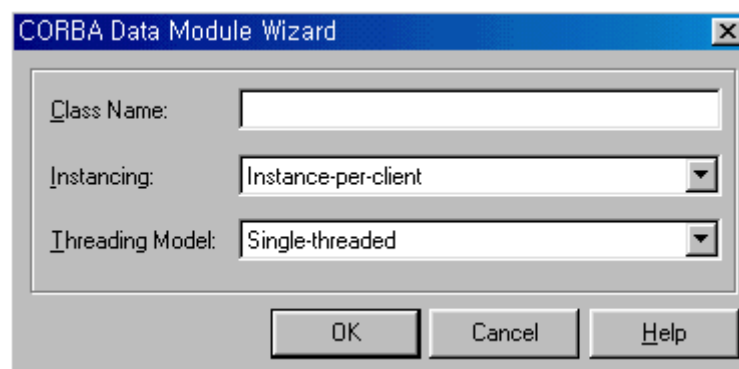 CORBA Data Module Wizard
Class Name:
Instancing: Instance-per-client
Threading Model: Single-threaded
OK Cancel Help